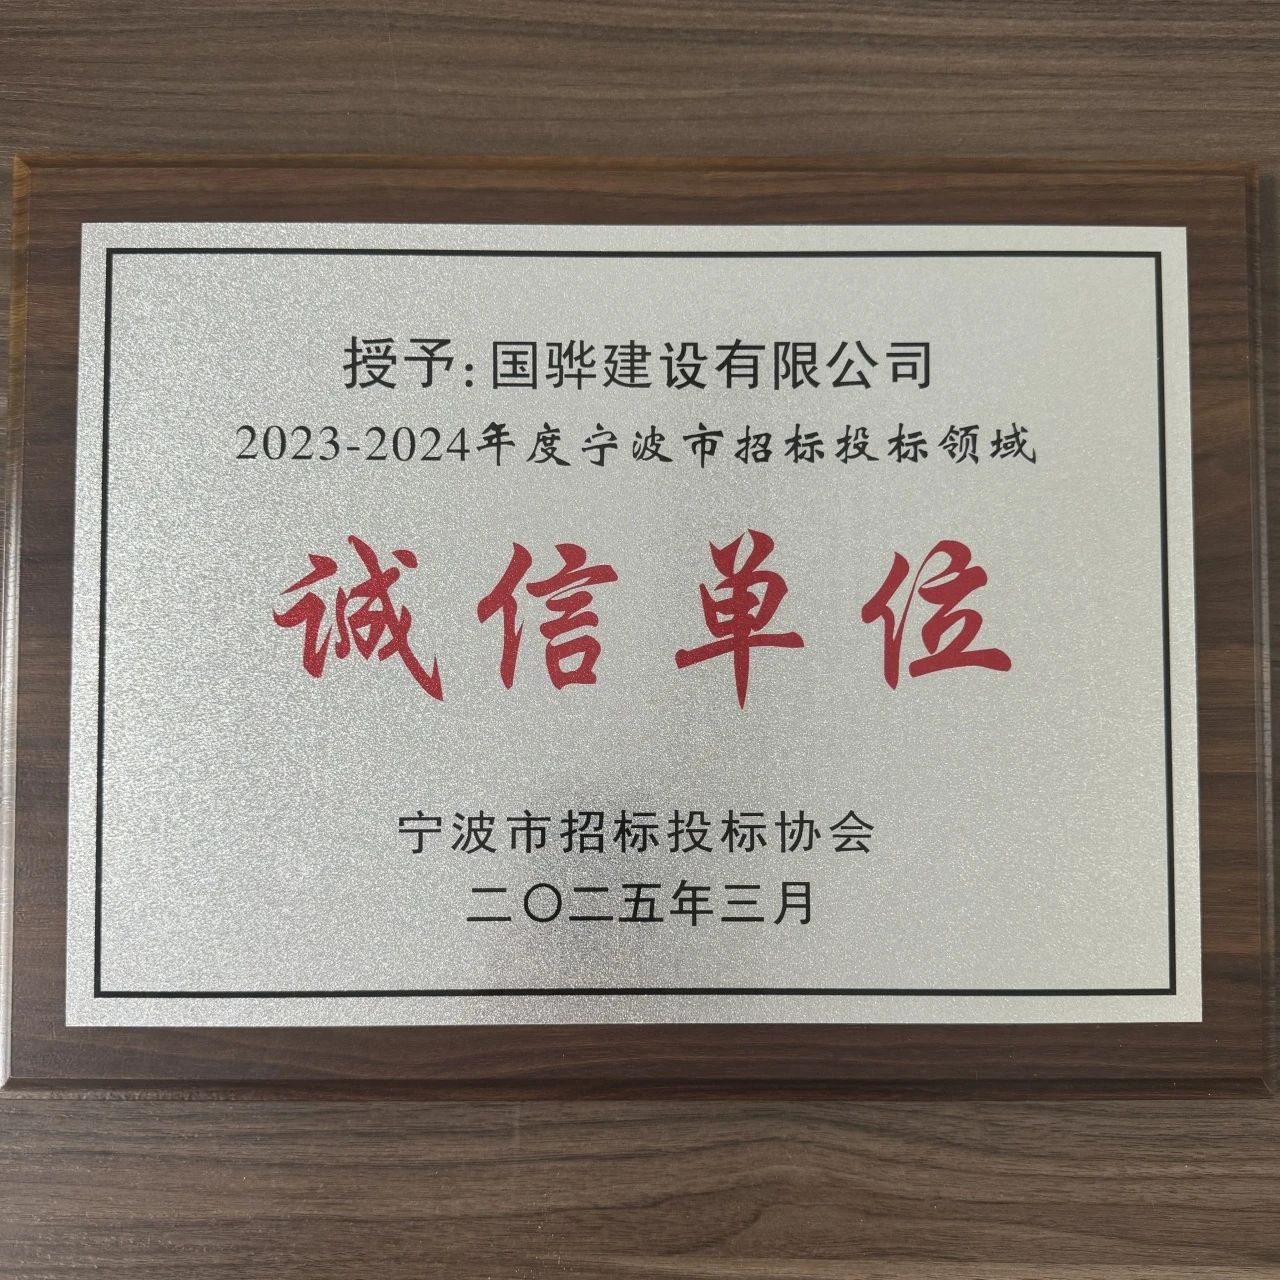 授予:国骅建设有限公司
2023-2024年度宁波市招标投标领域
诚信单位
宁波市招标投标协会
二〇二五年三月